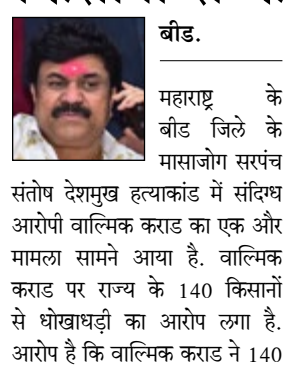 बीड.
महाराष्ट्र के
बीड जिले के
मासाजोग सरपंच
संतोष देशमुख हत्याकांड में संदिग्ध
आरोपी वाल्मिक कराड का एक और
मामला सामने आया है. वाल्मिक
कराड पर राज्य के 140 किसानों
से धोखाधड़ी का आरोप लगा है.
आरोप है कि वाल्मिक कराड ने 140